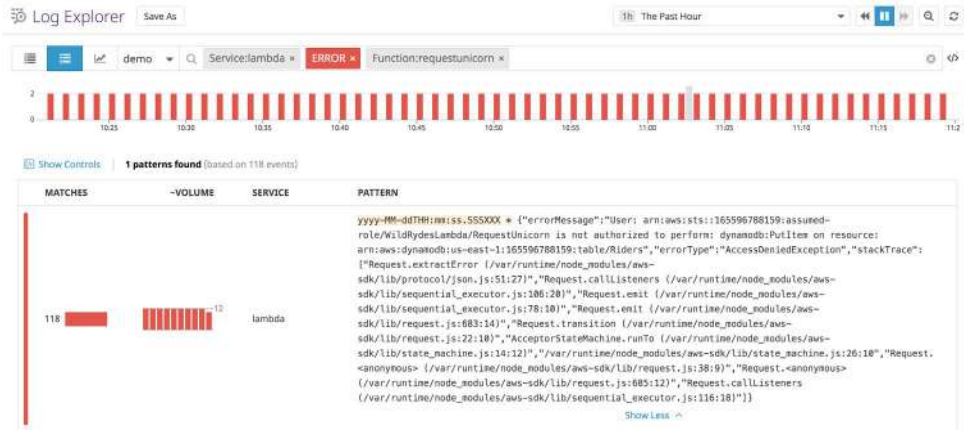 Log Explorer Save As 1h The Past Hour
demo Service:lambda × ERROR × Function:requestunicorn × </>
2
0
10:25 10:30 10:35 10:40 10:45 10:50 10:55 11:00 11:05 11:10 11:15 11:2
Show Controls 1 patterns found (based on 118 events)
MATCHES ~VOLUME SERVICE PATTERN
yyyy-MM-ddTHH:mm:ss.SSSXXX * {"errorMessage":"User: arn:aws:sts::165596788159:assumed-
role/WildRydesLambda/RequestUnicorn is not authorized to perform: dynamodb:PutItem on resource:
arn:aws:dynamodb:us-east-1:165596788159:table/Riders","errorType":"AccessDeniedException","stackTrace":
["Request.extractError (/var/runtime/node_modules/aws-
sdk/lib/protocol/json.js:51:27)","Request.callListeners (/var/runtime/node_modules/aws-
sdk/lib/sequential_executor.js:106:20)","Request.emit (/var/runtime/node_modules/aws-
sdk/lib/sequential_executor.js:78:10)","Request.emit (/var/runtime/node_modules/aws-
sdk/lib/request.js:683:14)","Request.transition (/var/runtime/node_modules/aws-
118 12 lambda sdk/lib/request.js:22:10)","AcceptorStateMachine.runTo (/var/runtime/node_modules/aws-
sdk/lib/state_machine.js:14:12)","/var/runtime/node_modules/aws-sdk/lib/state_machine.js:26:10","Request.
<anonymous> (/var/runtime/node_modules/aws-sdk/lib/request.js:38:9)","Request.<anonymous>
(/var/runtime/node_modules/aws-sdk/lib/request.js:685:12)","Request.callListeners
(/var/runtime/node_modules/aws-sdk/lib/sequential_executor.js:116:18)"]}
Show Less